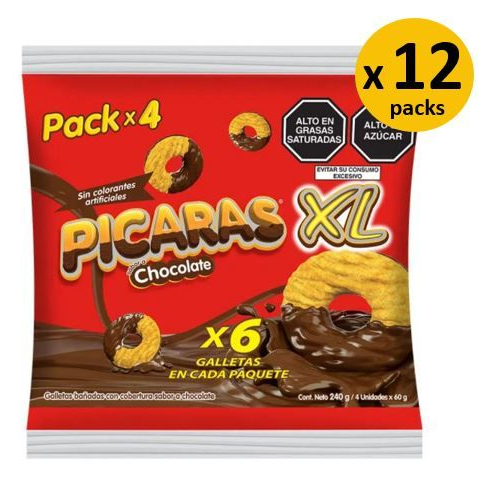 x 12
packs
Pack x 4
ALTO EN
GRASAS
SATURADAS
ALTO
AZÚCAR
EVITAR SU CONSUMO
EXCESIVO
Sin colorantes
artificiales
PICARAS XL
sabor a
Chocolate
x6
GALLETAS
EN CADA PAQUETE
Galletas bañadas con cobertura sabor a chocolate
Cont. Neto 240 g / 4 Unidades x 60 g